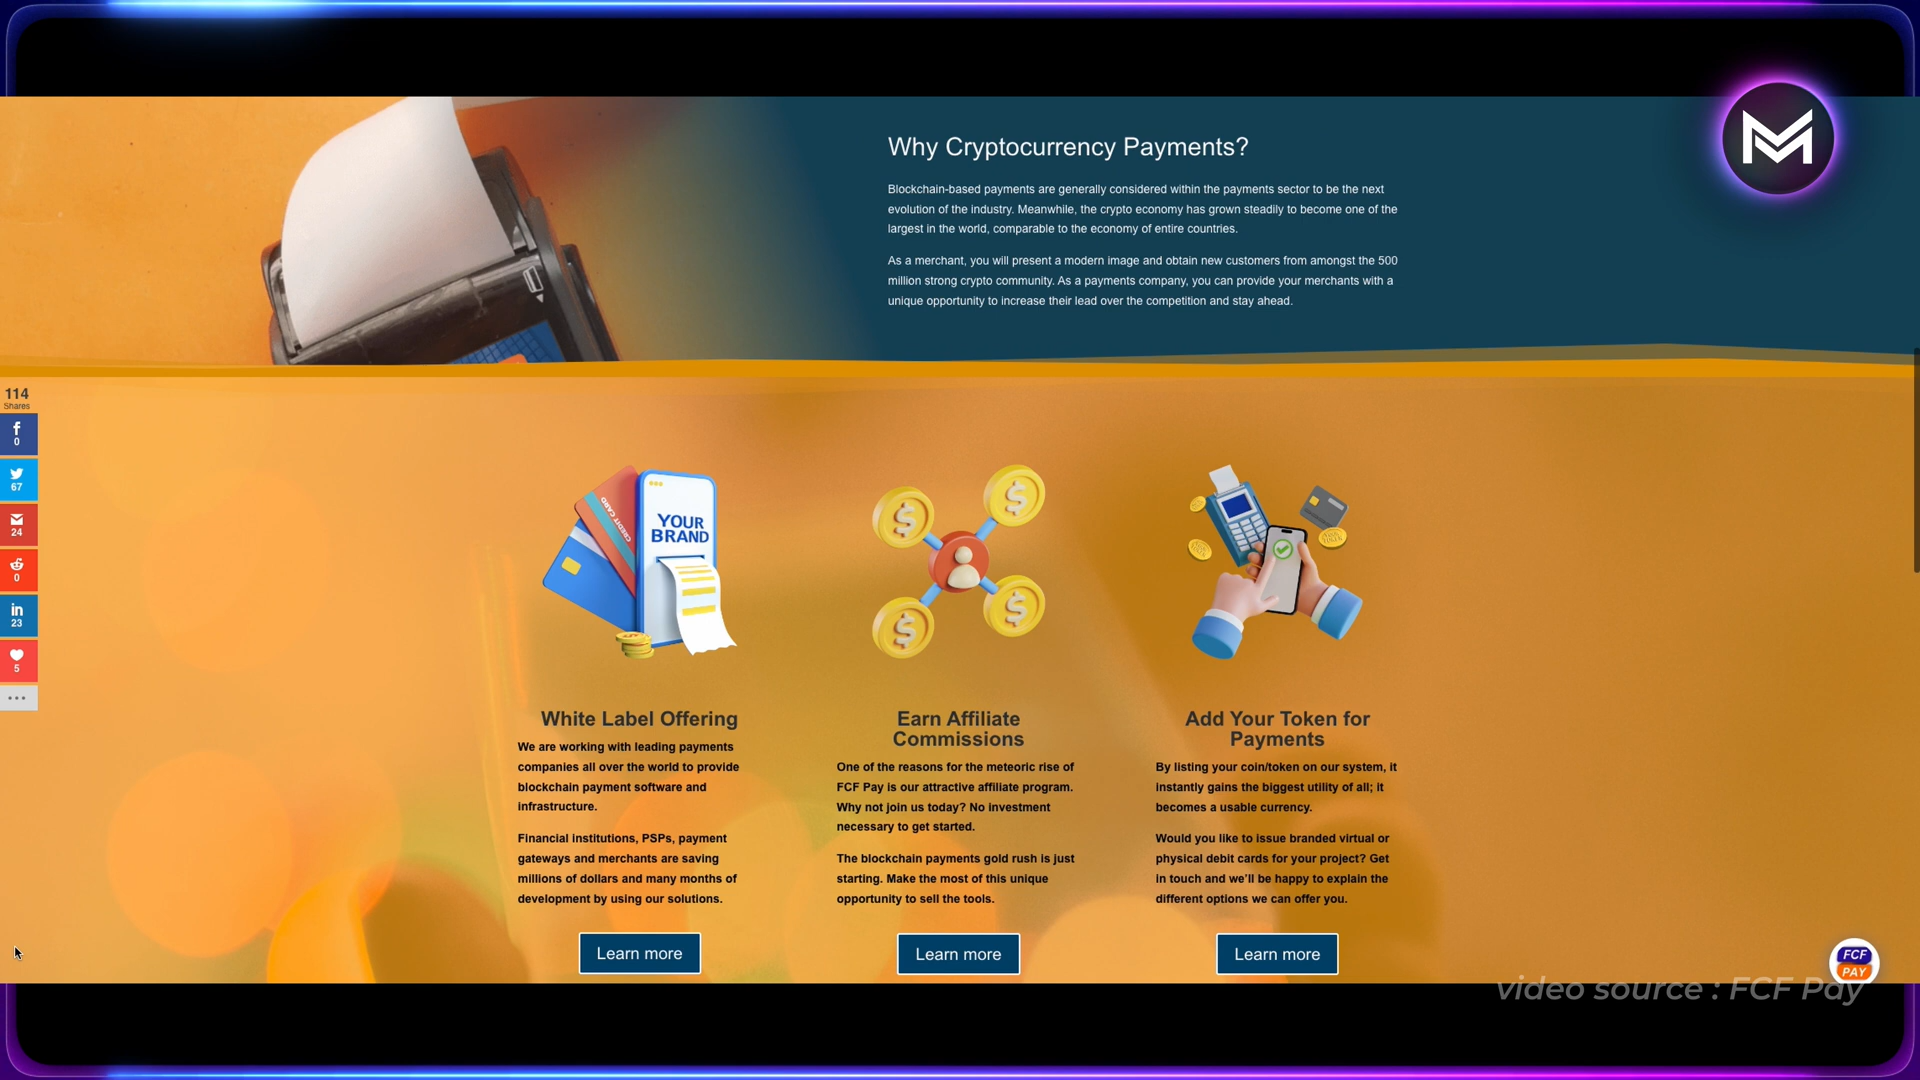 Why Cryptocurrency Payments?
Blockchain-based payments are generally considered within the payments sector to be the next
evolution of the industry. Meanwhile, the crypto economy has grown steadily to become one of the
largest in the world, comparable to the economy of entire countries.
As a merchant, you will present a modern image and obtain new customers from amongst the 500
million strong crypto community. As a payments company, you can provide your merchants with a
unique opportunity to increase their lead over the competition and stay ahead.
114
Shares
0
67
24
0
in
23
5
CREDIT CARD
YOUR
BRAND
White Label Offering
We are working with leading payments
companies all over the world to provide
blockchain payment software and
infrastructure.
Financial institutions, PSPs, payment
gateways and merchants are saving
millions of dollars and many months of
development by using our solutions.
Learn more
Earn Affiliate
Commissions
One of the reasons for the meteoric rise of
FCF Pay is our attractive affiliate program.
Why not join us today? No investment
necessary to get started.
The blockchain payments gold rush is just
starting. Make the most of this unique
opportunity to sell the tools.
Learn more
Add Your Token for
Payments
By listing your coin/token on our system, it
instantly gains the biggest utility of all; it
becomes a usable currency.
Would you like to issue branded virtual or
physical debit cards for your project? Get
in touch and we'll be happy to explain the
different options we can offer you.
Learn more
FCF
PAY
video source : FCF Pay